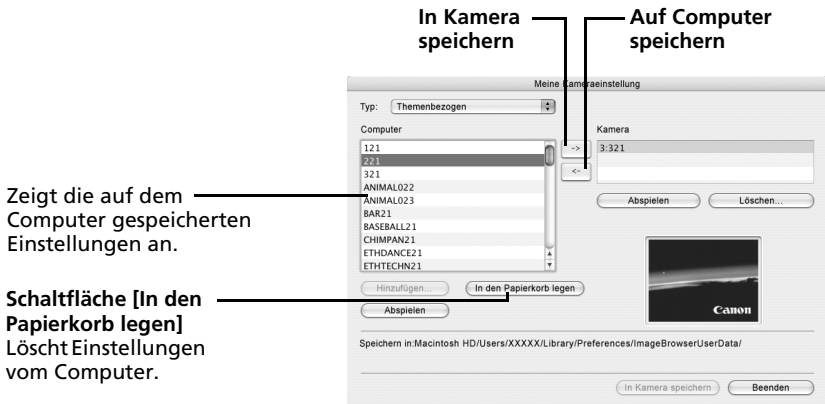 In Kamera
speichern
Auf Computer
speichern
Meine Kameraeinstellung
Typ: Themenbezogen
Computer
Kamera
121
221
321
ANIMAL022
ANIMAL023
BAR21
BASEBALL21
CHIMPAN21
ETHDANCE21
ETHTECHN21
->
<-
3:321
Abspielen
Löschen...
Zeigt die auf dem
Computer gespeicherten
Einstellungen an.
Hinzufügen...
In den Papierkorb legen
Abspielen
Canon
Schaltfläche [In den
Papierkorb legen]
Löscht Einstellungen
vom Computer.
Speichern in:Macintosh HD/Users/XXXXX/Library/Preferences/ImageBrowserUserData/
In Kamera speichern
Beenden